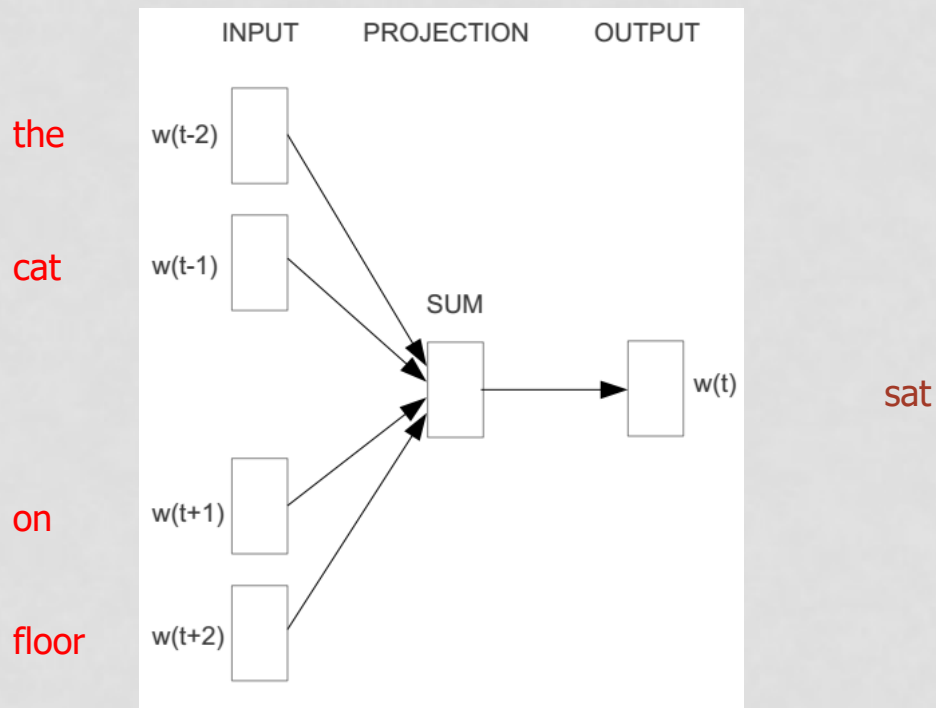 INPUT PROJECTION OUTPUT
the w(t-2)
cat w(t-1)
SUM
w(t) sat
on w(t+1)
floor w(t+2)